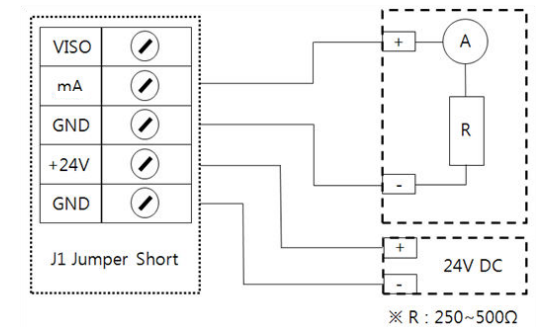 VISO
mA
GND
+24V
GND
J1 Jumper Short
+
A
R
-
+
24V DC
-
※ R : 250~500Ω